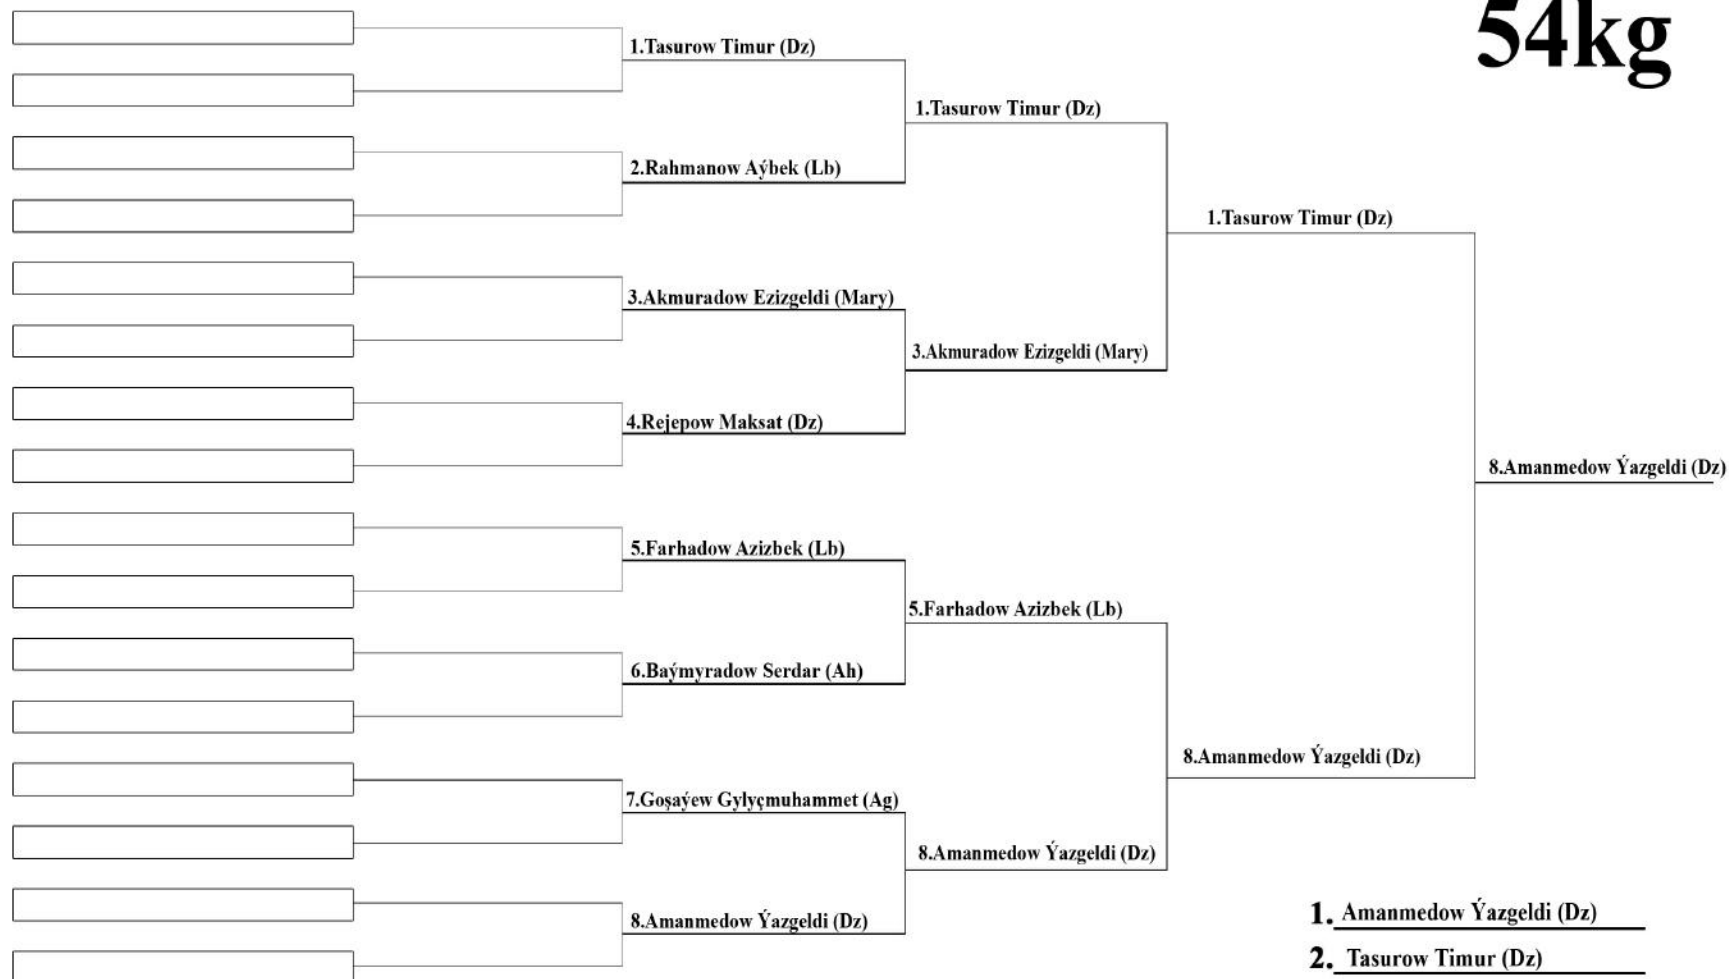 54kg
1.Tasurow Timur (Dz)
2.Rahmanow Aýbek (Lb)
3.Akmuradow Ezizgeldi (Mary)
4.Rejepow Maksat (Dz)
5.Farhadow Azizbek (Lb)
6.Baýmyradow Serdar (Ah)
7.Goşaýew Gylyçmuhammet (Ag)
8.Amanmedow Ýazgeldi (Dz)
1.Tasurow Timur (Dz)
3.Akmuradow Ezizgeldi (Mary)
5.Farhadow Azizbek (Lb)
8.Amanmedow Ýazgeldi (Dz)
1.Tasurow Timur (Dz)
8.Amanmedow Ýazgeldi (Dz)
8.Amanmedow Ýazgeldi (Dz)
1. Amanmedow Ýazgeldi (Dz)
2. Tasurow Timur (Dz)